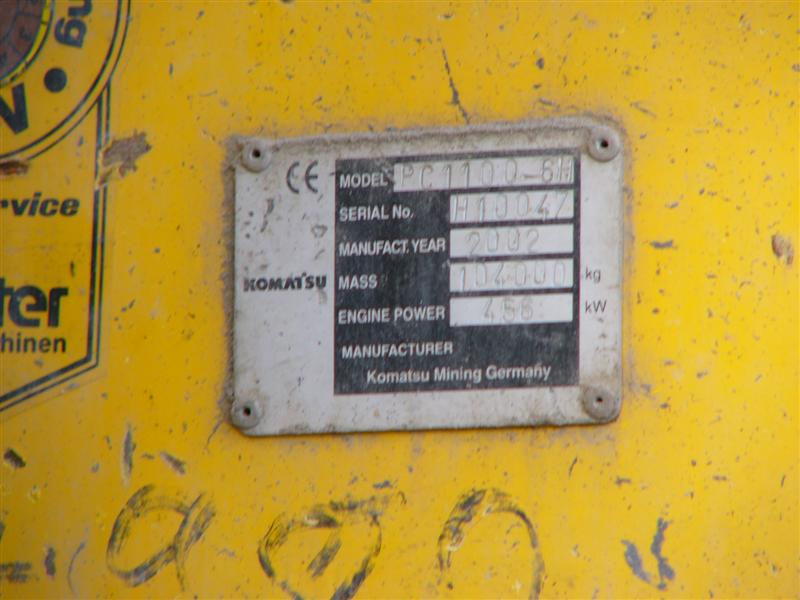 ng
rvice
ter
hinen
CE
MODEL PC1100-6H
SERIAL No. H10047
MANUFACT. YEAR 2002
KOMATSU
MASS 104000 kg
ENGINE POWER 456 kW
MANUFACTURER
Komatsu Mining Germany